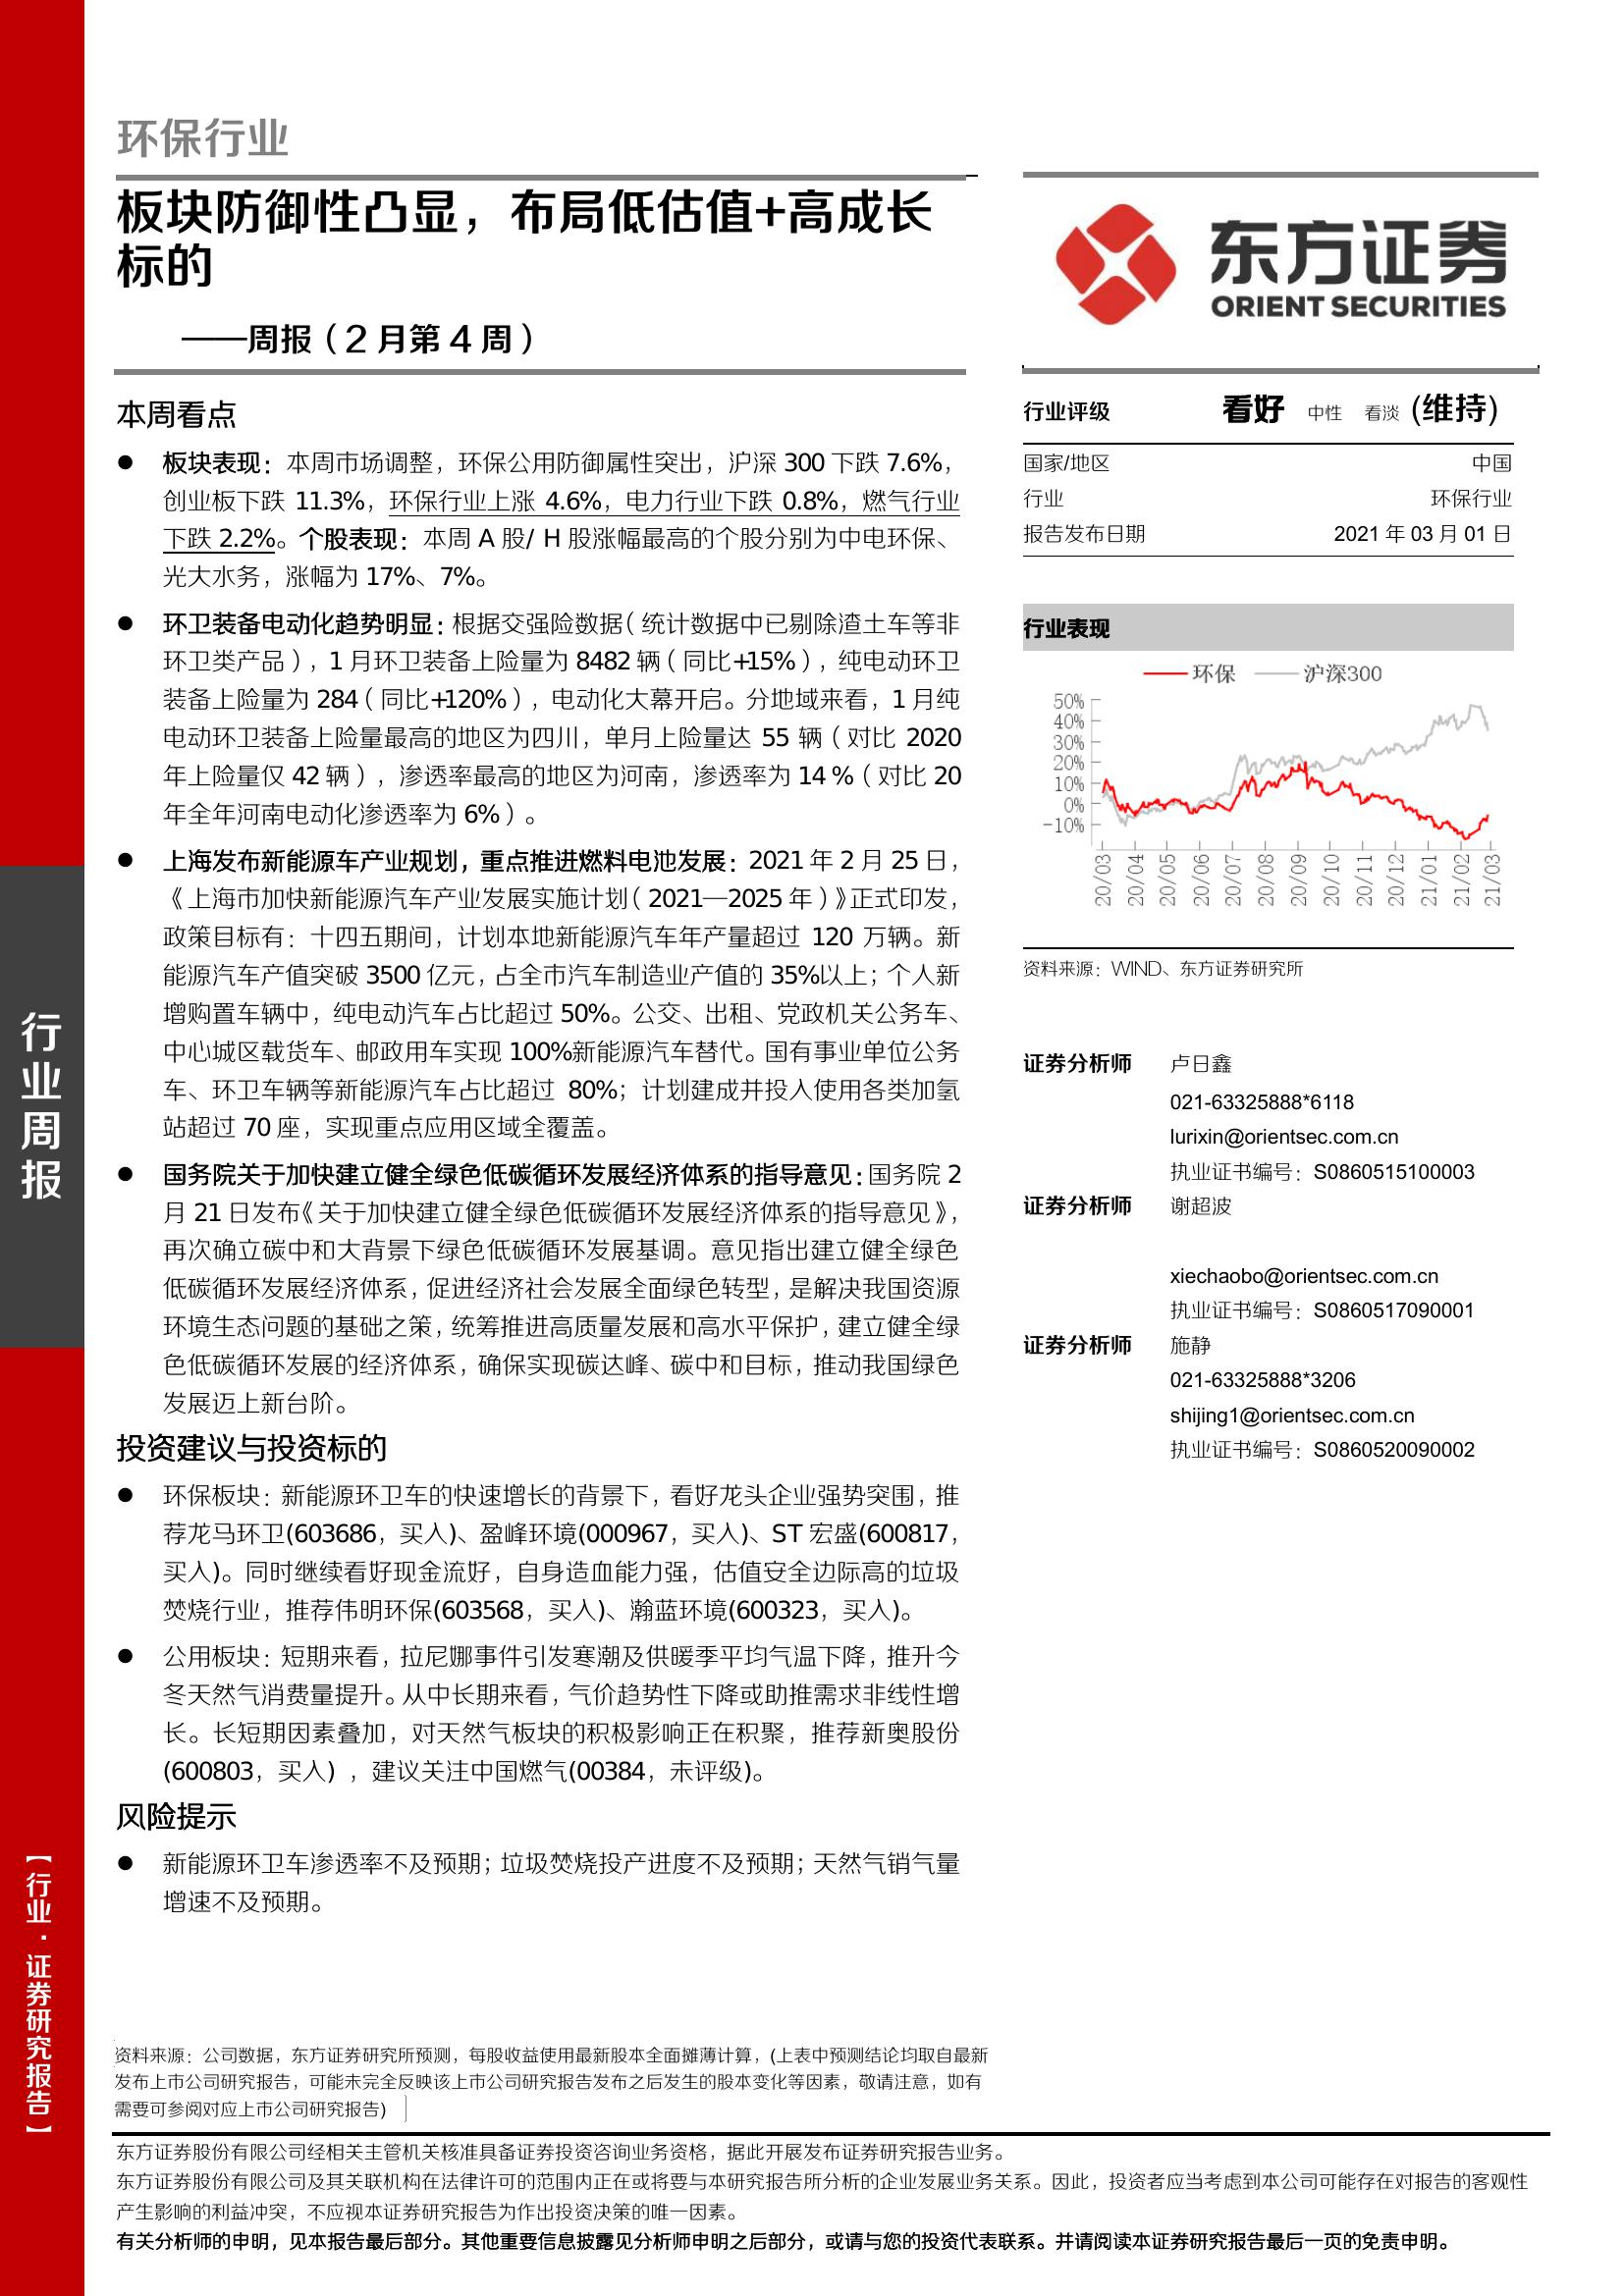 环保行业
板块防御性凸显，布局低估值+高成长
标的
——周报（2 月第 4 周）
本周看点
● 板块表现：本周市场调整，环保公用防御属性突出，沪深 300 下跌 7.6%，
创业板下跌 11.3%，环保行业上涨 4.6%，电力行业下跌 0.8%，燃气行业
下跌 2.2%。个股表现：本周 A 股/ H 股涨幅最高的个股分别为中电环保、
光大水务，涨幅为 17%、7%。
● 环卫装备电动化趋势明显：根据交强险数据（统计数据中已剔除渣土车等非
环卫类产品），1 月环卫装备上险量为 8482 辆（同比+15%），纯电动环卫
装备上险量为 284（同比+120%），电动化大幕开启。分地域来看，1 月纯
电动环卫装备上险量最高的地区为四川，单月上险量达 55 辆（对比 2020
年上险量仅 42 辆），渗透率最高的地区为河南，渗透率为 14 %（对比 20
年全年河南电动化渗透率为 6%）。
● 上海发布新能源车产业规划，重点推进燃料电池发展：2021 年 2 月 25 日，
《上海市加快新能源汽车产业发展实施计划（2021—2025 年）》正式印发，
政策目标有：十四五期间，计划本地新能源汽车年产量超过 120 万辆。新
能源汽车产值突破 3500 亿元，占全市汽车制造业产值的 35%以上；个人新
增购置车辆中，纯电动汽车占比超过 50%。公交、出租、党政机关公务车、
中心城区载货车、邮政用车实现 100%新能源汽车替代。国有事业单位公务
车、环卫车辆等新能源汽车占比超过 80%；计划建成并投入使用各类加氢
站超过 70 座，实现重点应用区域全覆盖。
● 国务院关于加快建立健全绿色低碳循环发展经济体系的指导意见：国务院 2
月 21 日发布《关于加快建立健全绿色低碳循环发展经济体系的指导意见》，
再次确立碳中和大背景下绿色低碳循环发展基调。意见指出建立健全绿色
低碳循环发展经济体系，促进经济社会发展全面绿色转型，是解决我国资源
环境生态问题的基础之策，统筹推进高质量发展和高水平保护，建立健全绿
色低碳循环发展的经济体系，确保实现碳达峰、碳中和目标，推动我国绿色
发展迈上新台阶。
投资建议与投资标的
● 环保板块：新能源环卫车的快速增长的背景下，看好龙头企业强势突围，推
荐龙马环卫(603686，买入)、盈峰环境(000967，买入)、ST 宏盛(600817，
买入)。同时继续看好现金流好，自身造血能力强，估值安全边际高的垃圾
焚烧行业，推荐伟明环保(603568，买入)、瀚蓝环境(600323，买入)。
● 公用板块：短期来看，拉尼娜事件引发寒潮及供暖季平均气温下降，推升今
冬天然气消费量提升。从中长期来看，气价趋势性下降或助推需求非线性增
长。长短期因素叠加，对天然气板块的积极影响正在积聚，推荐新奥股份
(600803，买入) ，建议关注中国燃气(00384，未评级)。
风险提示
● 新能源环卫车渗透率不及预期；垃圾焚烧投产进度不及预期；天然气销气量
增速不及预期。
东方证券
ORIENT SECURITIES
行业评级 看好 中性 看淡 (维持)
国家/地区 中国
行业 环保行业
报告发布日期 2021 年 03 月 01 日
行业表现
环保 沪深300
50%
40%
30%
20%
10%
0%
-10%
20/03
20/04
20/05
20/06
20/07
20/08
20/09
20/10
20/11
20/12
21/01
21/02
21/03
资料来源：WIND、东方证券研究所
证券分析师 卢日鑫
021-63325888*6118
lurixin@orientsec.com.cn
执业证书编号：S0860515100003
证券分析师 谢超波
xiechaobo@orientsec.com.cn
执业证书编号：S0860517090001
证券分析师 施静
021-63325888*3206
shijing1@orientsec.com.cn
执业证书编号：S0860520090002
行业周报
【行业·证券研究报告】
资料来源：公司数据，东方证券研究所预测，每股收益使用最新股本全面摊薄计算，(上表中预测结论均取自最新
发布上市公司研究报告，可能未完全反映该上市公司研究报告发布之后发生的股本变化等因素，敬请注意，如有
需要可参阅对应上市公司研究报告)
东方证券股份有限公司经相关主管机关核准具备证券投资咨询业务资格，据此开展发布证券研究报告业务。
东方证券股份有限公司及其关联机构在法律许可的范围内正在或将要与本研究报告所分析的企业发展业务关系。因此，投资者应当考虑到本公司可能存在对报告的客观性
产生影响的利益冲突，不应视本证券研究报告为作出投资决策的唯一因素。
有关分析师的申明，见本报告最后部分。其他重要信息披露见分析师申明之后部分，或请与您的投资代表联系。并请阅读本证券研究报告最后一页的免责申明。